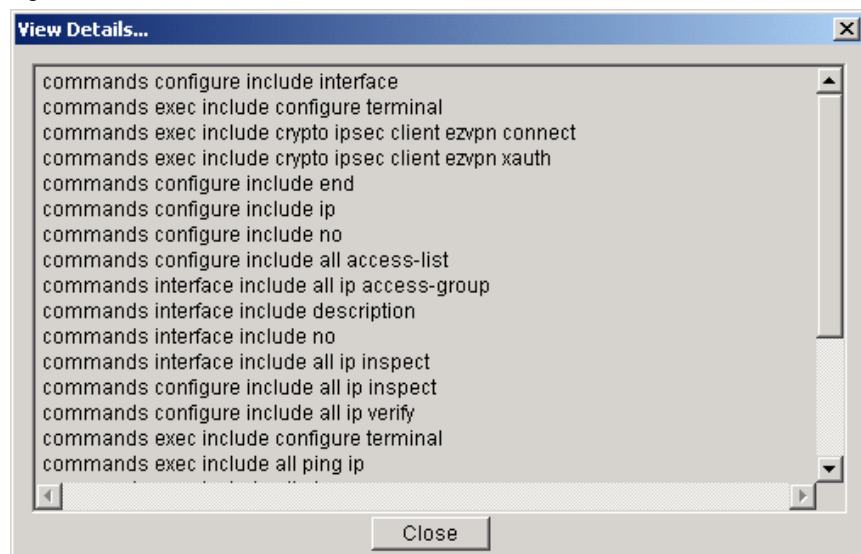 View Details...
commands configure include interface
commands exec include configure terminal
commands exec include crypto ipsec client ezvpn connect
commands exec include crypto ipsec client ezvpn xauth
commands configure include end
commands configure include ip
commands configure include no
commands configure include all access-list
commands interface include all ip access-group
commands interface include description
commands interface include no
commands interface include all ip inspect
commands configure include all ip inspect
commands configure include all ip verify
commands exec include configure terminal
commands exec include all ping ip
Close